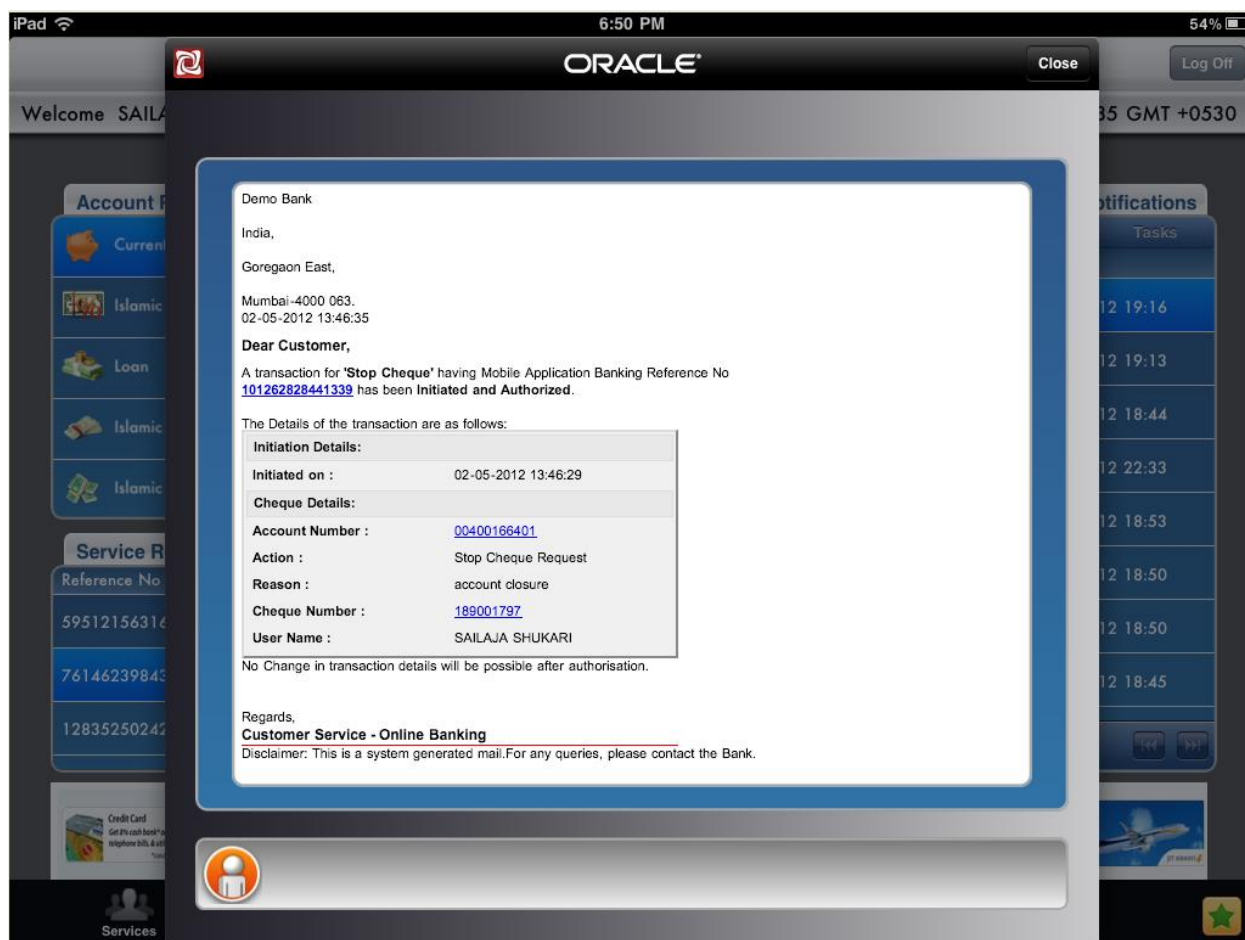 iPad 6:50 PM 54%
ORACLE®
Close
Log Off
Welcome SAILA
35 GMT +0530
Demo Bank
India,
Goregaon East,
Mumbai-4000 063.
02-05-2012 13:46:35
Dear Customer,
A transaction for 'Stop Cheque' having Mobile Application Banking Reference No
101262828441339 has been Initiated and Authorized.
The Details of the transaction are as follows:
Initiation Details:
Initiated on : 02-05-2012 13:46:29
Cheque Details:
Account Number : 00400166401
Action : Stop Cheque Request
Reason : account closure
Cheque Number : 189001797
User Name : SAILAJA SHUKARI
No Change in transaction details will be possible after authorisation.
Regards,
Customer Service - Online Banking
Disclaimer: This is a system generated mail.For any queries, please contact the Bank.
Account
Current
Islamic
Loan
Islamic
Islamic
Service R
Reference No
59512156316
76146239843
12835250242
Credit Card
Services
otifications
Tasks
12 19:16
12 19:13
12 18:44
12 22:33
12 18:53
12 18:50
12 18:50
12 18:45